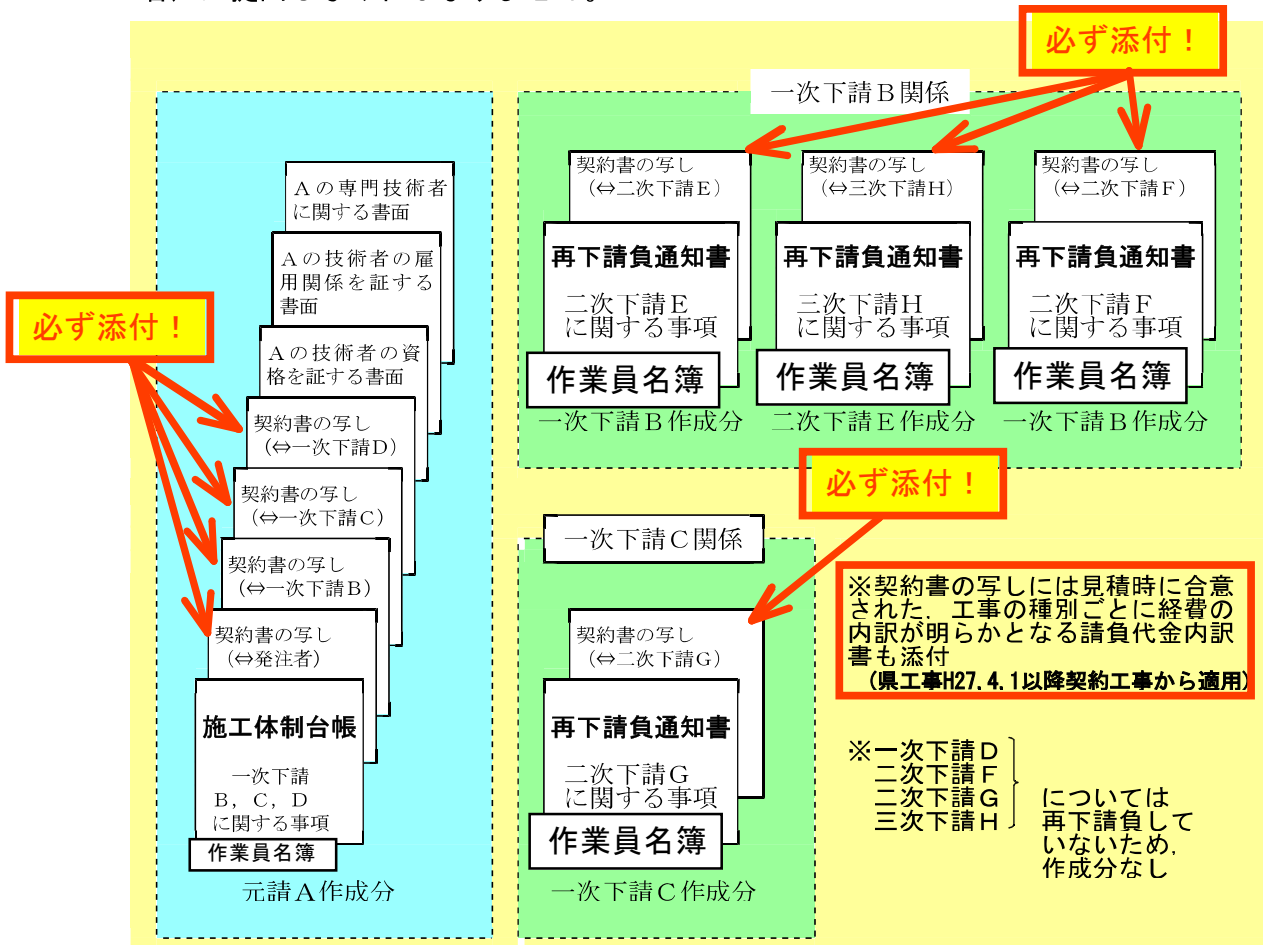 必ず添付！
一次下請Ｂ関係
契約書の写し
（⇔二次下請Ｅ）
再下請負通知書
二次下請Ｅ
に関する事項
作業員名簿
一次下請Ｂ作成分
契約書の写し
（⇔三次下請Ｈ）
再下請負通知書
三次下請Ｈ
に関する事項
作業員名簿
二次下請Ｅ作成分
契約書の写し
（⇔二次下請Ｆ）
再下請負通知書
二次下請Ｆ
に関する事項
作業員名簿
一次下請Ｂ作成分
必ず添付！
Ａの専門技術者
に関する書面
Ａの技術者の雇
用関係を証する
書面
Ａの技術者の資
格を証する書面
契約書の写し
（⇔一次下請Ｄ）
契約書の写し
（⇔一次下請Ｃ）
契約書の写し
（⇔一次下請Ｂ）
契約書の写し
（⇔発注者）
施工体制台帳
一次下請
Ｂ，Ｃ，Ｄ
に関する事項
作業員名簿
元請Ａ作成分
必ず添付！
一次下請Ｃ関係
契約書の写し
（⇔二次下請Ｇ）
再下請負通知書
二次下請Ｇ
に関する事項
作業員名簿
一次下請Ｃ作成分
※契約書の写しには見積時に合意
された，工事の種別ごとに経費の
内訳が明らかとなる請負代金内訳
書も添付
（県工事H27,4,1以降契約工事から適用）
※一次下請Ｄ
二次下請Ｆ
二次下請Ｇ
三次下請Ｈ
については
再下請負して
いないため，
作成分なし